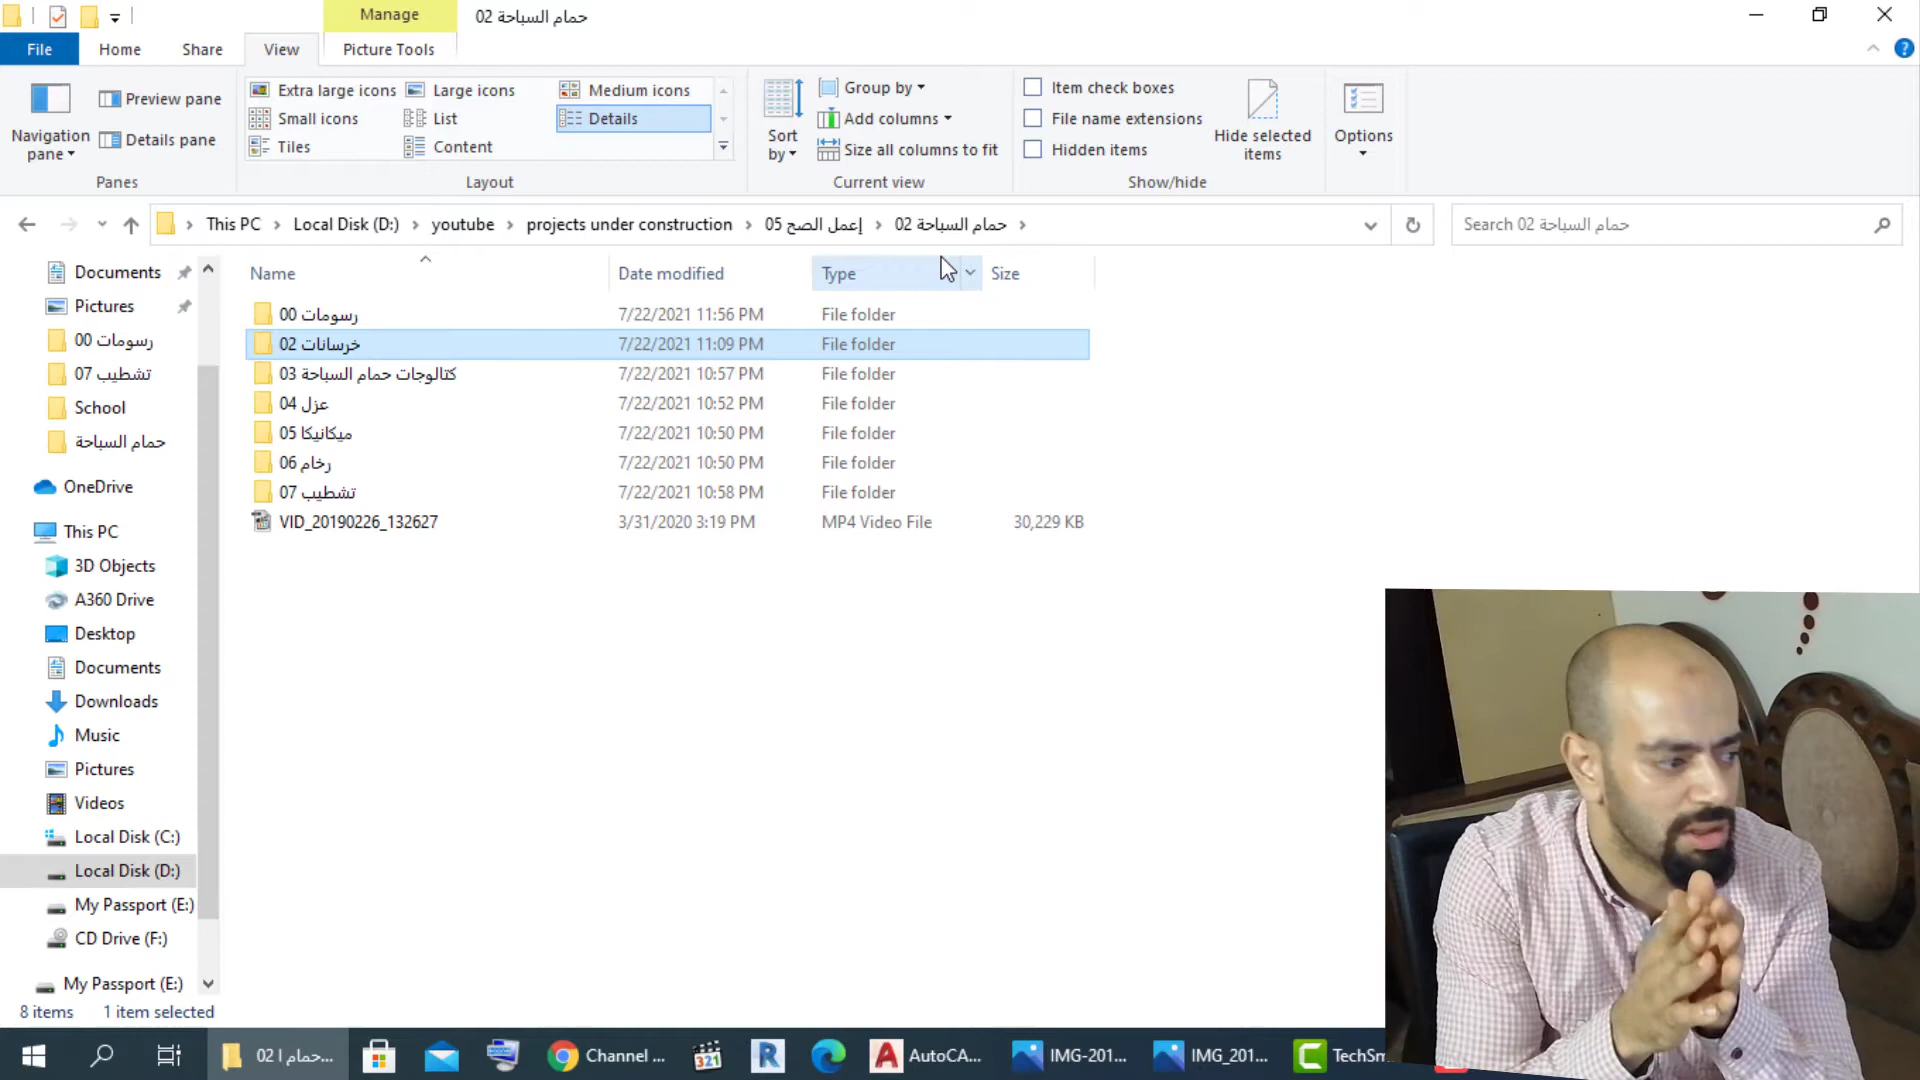 Manage
حمام السباحة 02
File
Home
Share
View
Picture Tools
Navigation pane
Preview pane
Details pane
Panes
Extra large icons
Large icons
Medium icons
Small icons
List
Details
Tiles
Content
Layout
Sort by
Group by
Add columns
Size all columns to fit
Current view
Item check boxes
File name extensions
Hidden items
Hide selected items
Show/hide
Options
This PC
Local Disk (D:)
youtube
projects under construction
إعمل الصح 05
حمام السباحة 02
Search 02 حمام السباحة
Name
Date modified
Type
Size
رسومات 00 7/22/2021 11:56 PM File folder
خرسانات 02 7/22/2021 11:09 PM File folder
كتالوجات حمام السباحة 03 7/22/2021 10:57 PM File folder
عزل 04 7/22/2021 10:52 PM File folder
ميكانيكا 05 7/22/2021 10:50 PM File folder
رخام 06 7/22/2021 10:50 PM File folder
تشطيب 07 7/22/2021 10:58 PM File folder
VID_20190226_132627 3/31/2020 3:19 PM MP4 Video File 30,229 KB
Documents
Pictures
رسومات 00
تشطيب 07
School
حمام السباحة
OneDrive
This PC
3D Objects
A360 Drive
Desktop
Documents
Downloads
Music
Pictures
Videos
Local Disk (C:)
Local Disk (D:)
My Passport (E:)
CD Drive (F:)
My Passport (E:)
8 items
1 item selected
02 حمام ا...
Channel ...
321
R
A
AutoCA...
IMG-201...
IMG_201...
C
TechSm